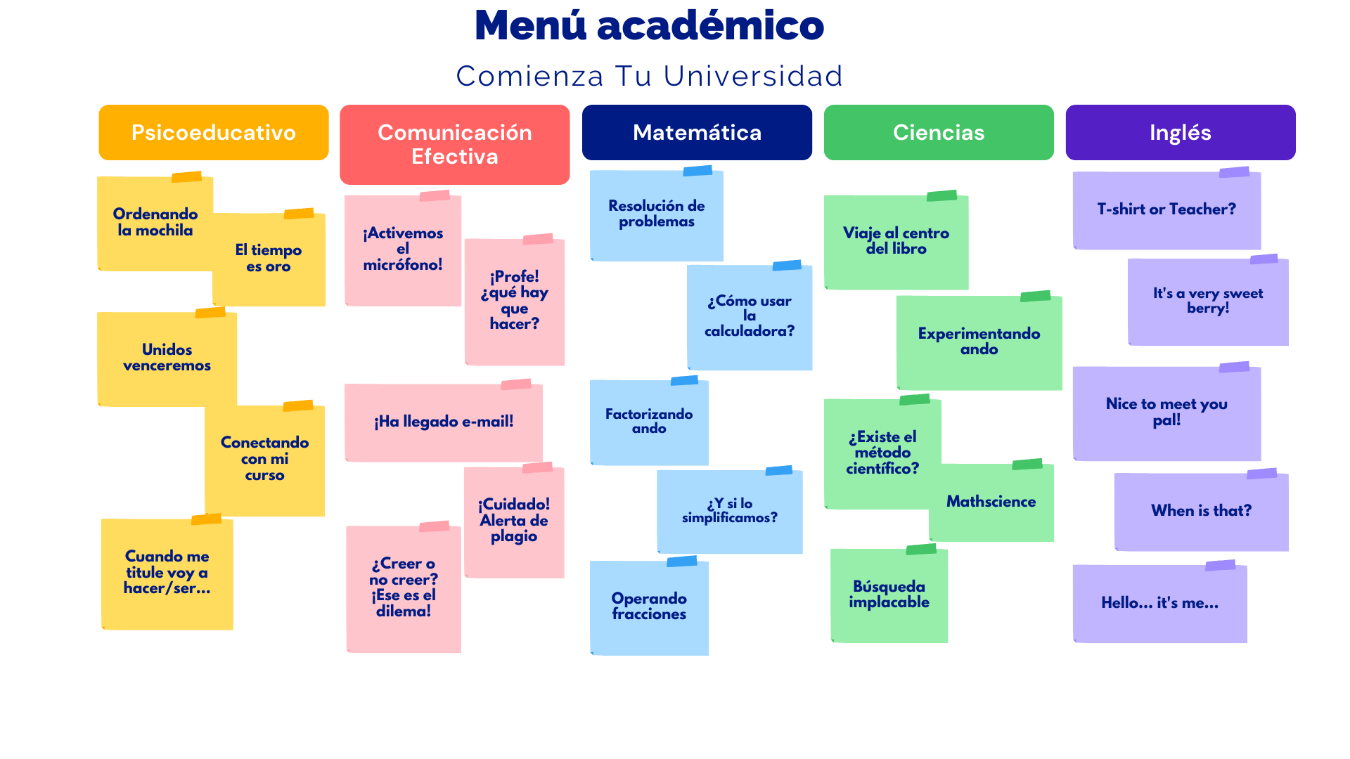 Menú académico
Comienza Tu Universidad
Psicoeducativo
Ordenando
la mochila
El tiempo
es oro
Unidos
venceremos
Conectando
con mi
curso
Cuando me
titule voy a
hacer/ser...
Comunicación
Efectiva
¡Activemos
el
micrófono!
¡Profe!
¿qué hay
que
hacer?
¡Ha llegado e-mail!
¡Cuidado!
Alerta de
plagio
¿Creer o
no creer?
¡Ese es el
dilema!
Matemática
Resolución de
problemas
¿Cómo usar
la
calculadora?
Factorizando
ando
¿Y si lo
simplificamos?
Operando
fracciones
Ciencias
Viaje al centro
del libro
Experimentando
ando
¿Existe el
método
científico?
Mathscience
Búsqueda
implacable
Inglés
T-shirt or Teacher?
It's a very sweet
berry!
Nice to meet you
pal!
When is that?
Hello... it's me...